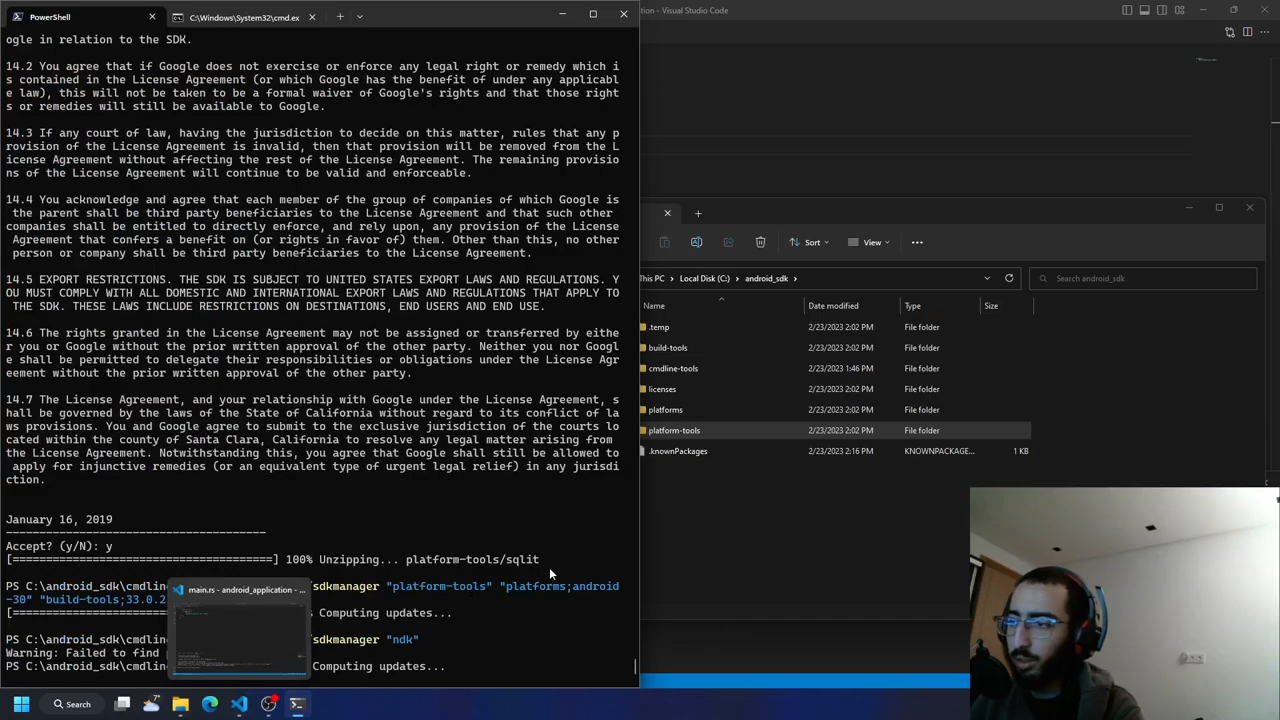 PowerShell
C:\Windows\System32\cmd.ex
ation - Visual Studio Code
ogle in relation to the SDK.
14.2 You agree that if Google does not exercise or enforce any legal right or remedy which i
s contained in the License Agreement (or which Google has the benefit of under any applicabl
e law), this will not be taken to be a formal waiver of Google's rights and that those right
s or remedies will still be available to Google.
14.3 If any court of law, having the jurisdiction to decide on this matter, rules that any p
rovision of the License Agreement is invalid, then that provision will be removed from the L
icense Agreement without affecting the rest of the License Agreement. The remaining provisio
ns of the License Agreement will continue to be valid and enforceable.
14.4 You acknowledge and agree that each member of the group of companies of which Google is
the parent shall be third party beneficiaries to the License Agreement and that such other
companies shall be entitled to directly enforce, and rely upon, any provision of the License
Agreement that confers a benefit on (or rights in favor of) them. Other than this, no other
person or company shall be third party beneficiaries to the License Agreement.
14.5 EXPORT RESTRICTIONS. THE SDK IS SUBJECT TO UNITED STATES EXPORT LAWS AND REGULATIONS. Y
OU MUST COMPLY WITH ALL DOMESTIC AND INTERNATIONAL EXPORT LAWS AND REGULATIONS THAT APPLY TO
THE SDK. THESE LAWS INCLUDE RESTRICTIONS ON DESTINATIONS, END USERS AND END USE.
14.6 The rights granted in the License Agreement may not be assigned or transferred by eithe
r you or Google without the prior written approval of the other party. Neither you nor Googl
e shall be permitted to delegate their responsibilities or obligations under the License Agr
eement without the prior written approval of the other party.
14.7 The License Agreement, and your relationship with Google under the License Agreement, s
hall be governed by the laws of the State of California without regard to its conflict of la
ws provisions. You and Google agree to submit to the exclusive jurisdiction of the courts lo
cated within the county of Santa Clara, California to resolve any legal matter arising from
the License Agreement. Notwithstanding this, you agree that Google shall still be allowed to
apply for injunctive remedies (or an equivalent type of urgent legal relief) in any jurisdi
ction.
January 16, 2019
Accept? (y/N): y
[=======================================] 100% Unzipping... platform-tools/sqlit
PS C:\android_sdk\cmdlin /sdkmanager "platform-tools" "platforms;android
-30" "build-tools;33.0.2
[======================= s Computing updates...
PS C:\android_sdk\cmdlin /sdkmanager "ndk"
Warning: Failed to find
PS C:\android_sdk\cmdlin Computing updates...
main.rs - android_application - ...
Sort
View
This PC Local Disk (C:) android_sdk
Search android_sdk
Name Date modified Type Size
.temp 2/23/2023 2:02 PM File folder
build-tools 2/23/2023 2:02 PM File folder
cmdline-tools 2/23/2023 1:46 PM File folder
licenses 2/23/2023 2:02 PM File folder
platforms 2/23/2023 2:02 PM File folder
platform-tools 2/23/2023 2:02 PM File folder
.knownPackages 2/23/2023 2:16 PM KNOWNPACKAGE... 1 KB
Search
7°